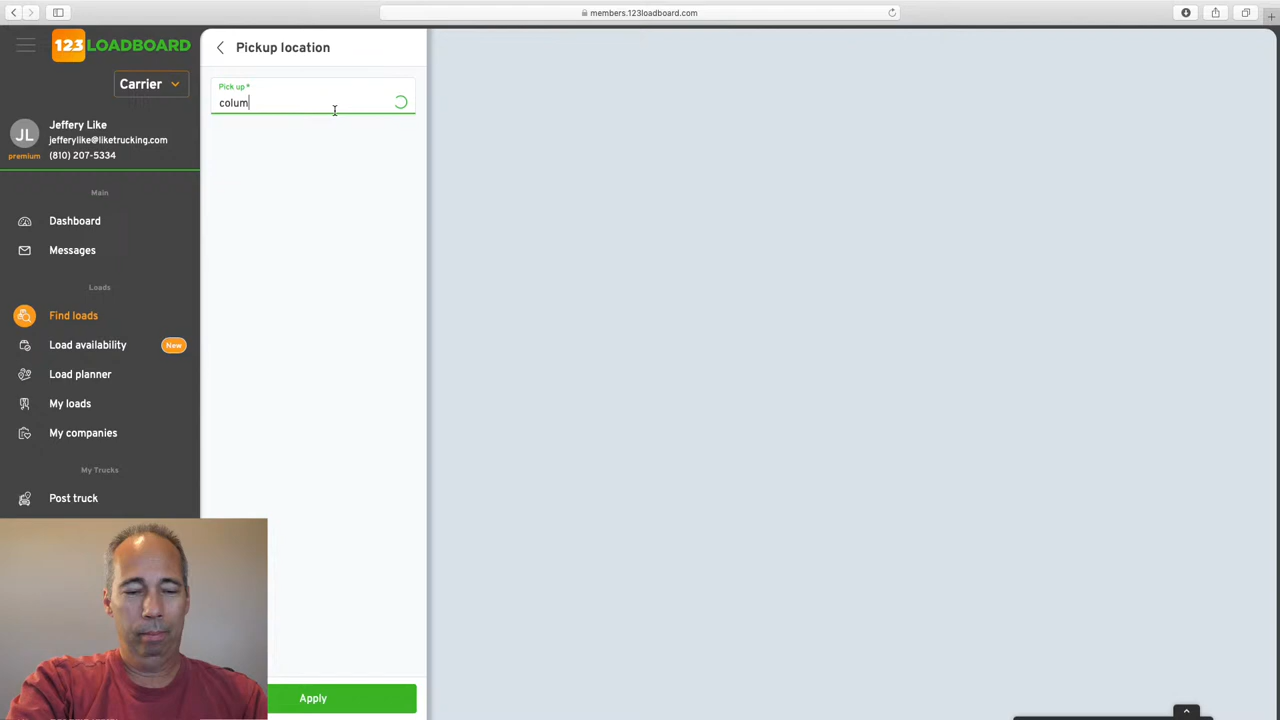 members.123loadboard.com
123 LOADBOARD
Carrier
JL
premium
Jeffery Like
jefferylike@liketrucking.com
(810) 207-5334
Main
Dashboard
Messages
Loads
Find loads
Load availability New
Load planner
My loads
My companies
My Trucks
Post truck
Pickup location
Pick up *
colum
Apply